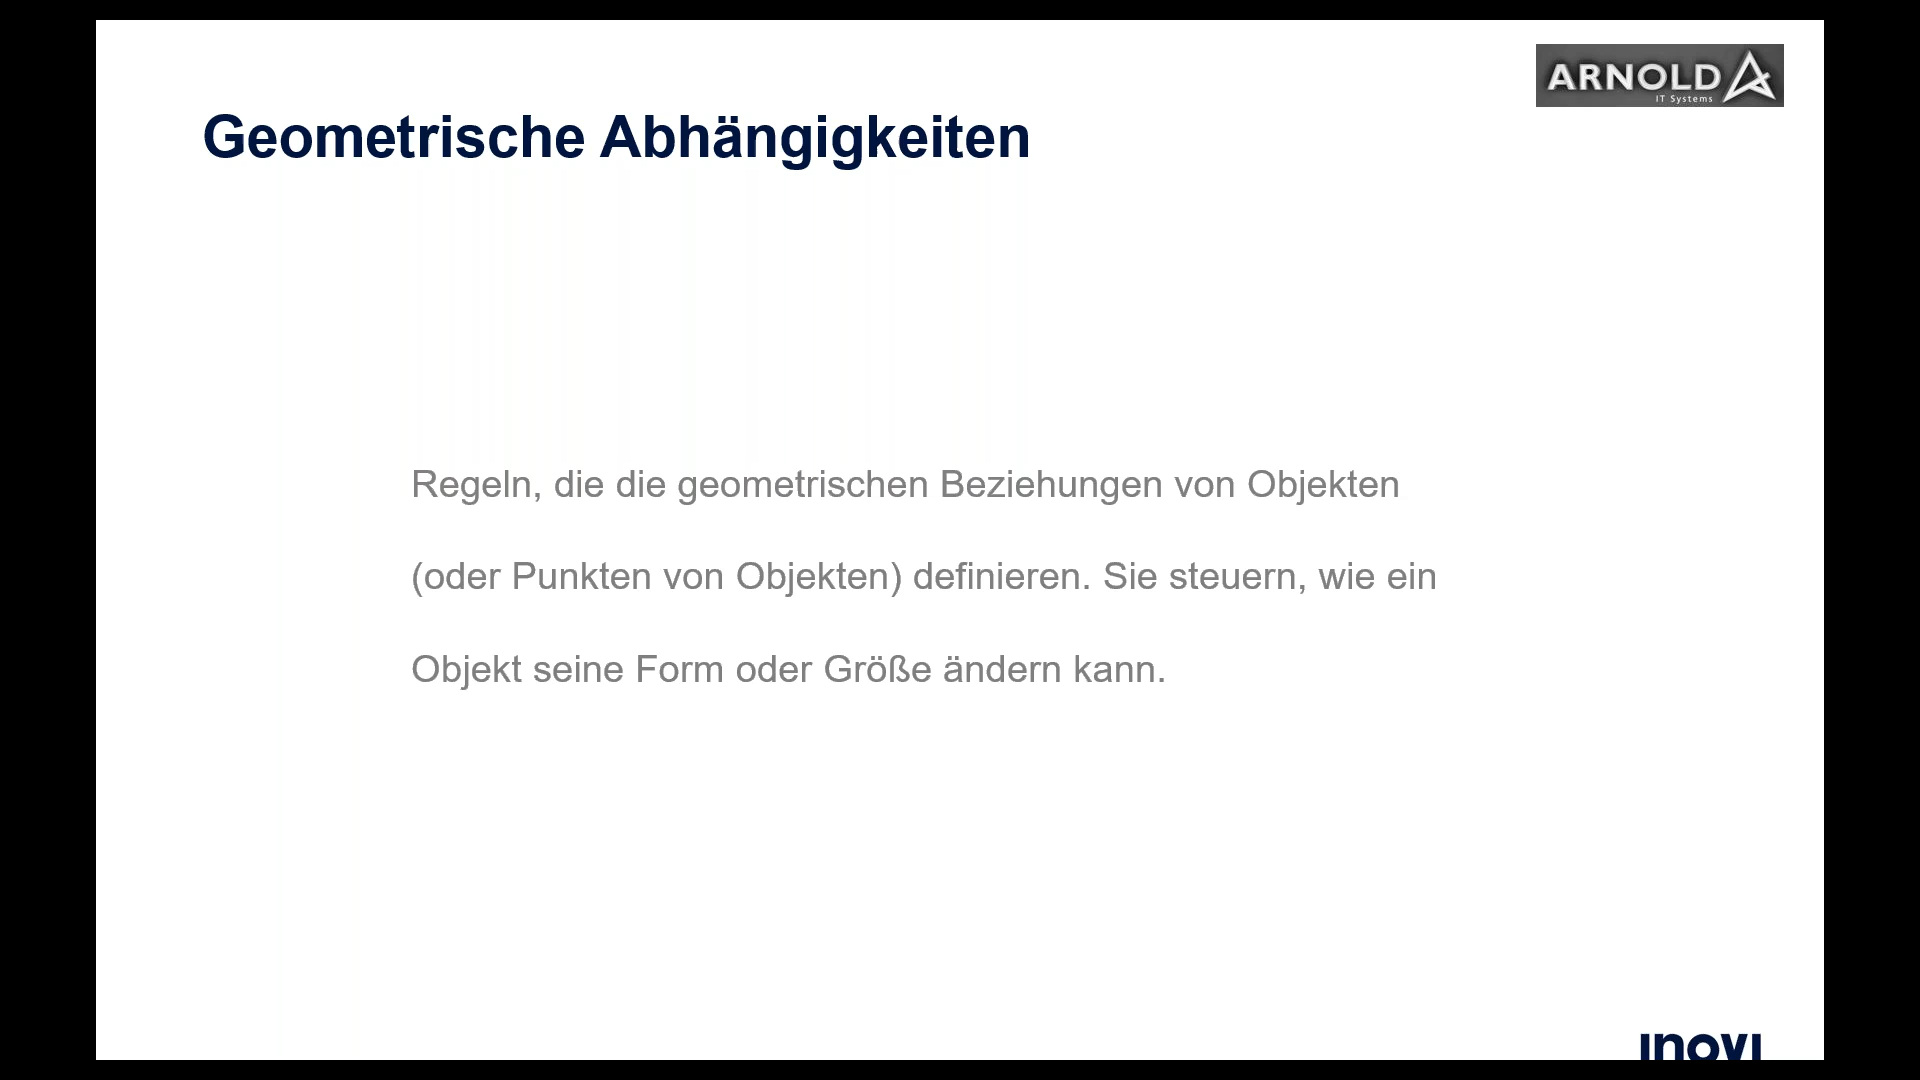 ARNOLD
IT Systems
Geometrische Abhängigkeiten
Regeln, die die geometrischen Beziehungen von Objekten
(oder Punkten von Objekten) definieren. Sie steuern, wie ein
Objekt seine Form oder Größe ändern kann.
inovi